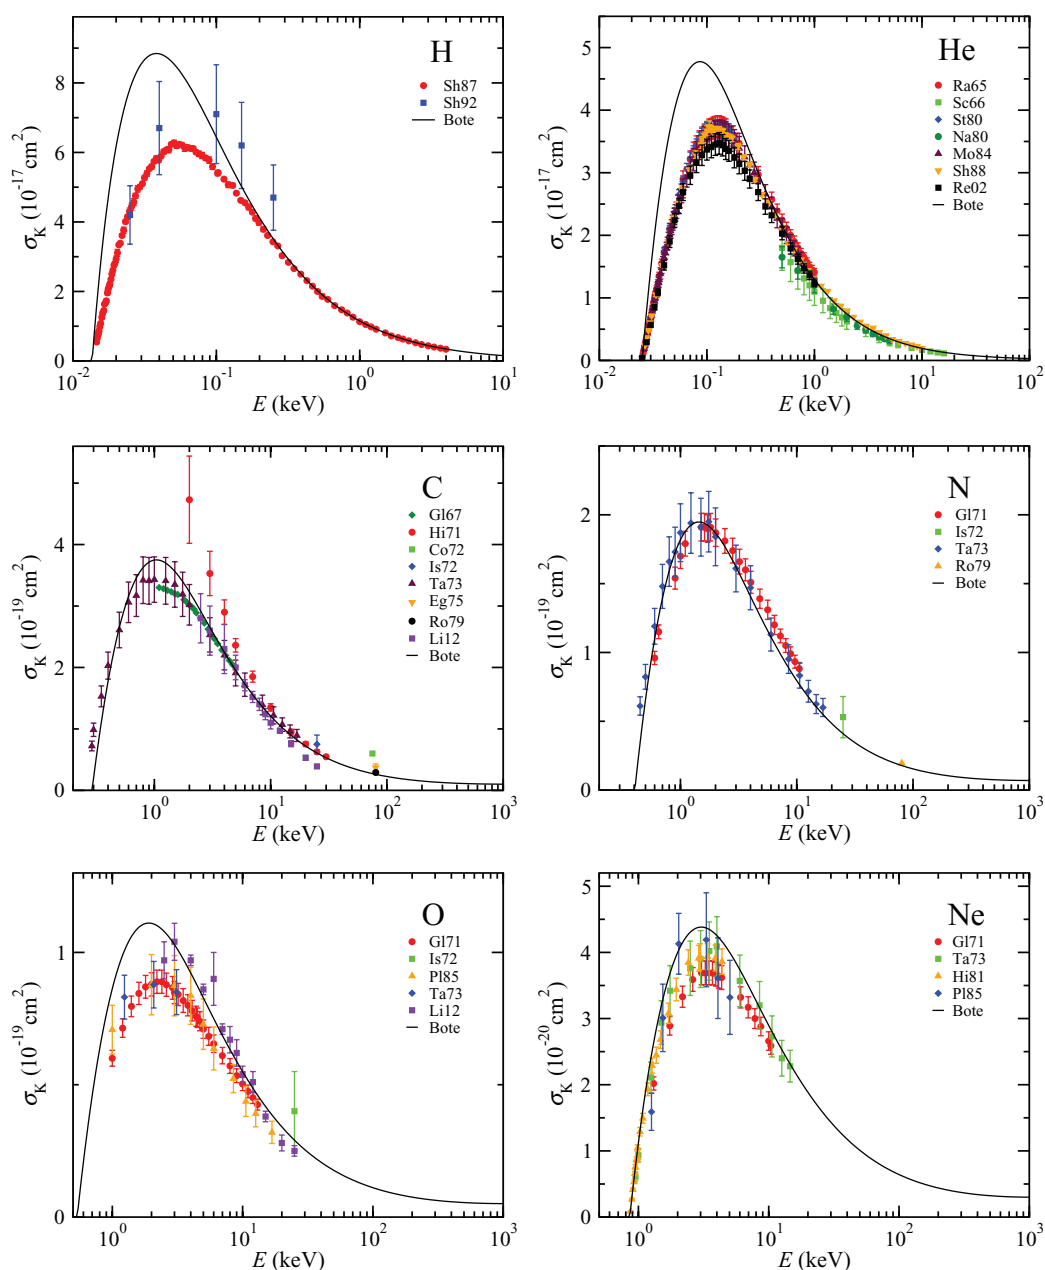 H
Sh87
Sh92
Bote
σK (10-17 cm2)
8
6
4
2
0
10-2
10-1
100
101
E (keV)
He
Ra65
Sc66
St80
Na80
Mo84
Sh88
Re02
Bote
σK (10-17 cm2)
5
4
3
2
1
0
10-2
10-1
100
101
102
E (keV)
C
Gl67
Hi71
Co72
Is72
Ta73
Eg75
Ro79
Li12
Bote
σK (10-19 cm2)
4
2
0
100
101
102
103
E (keV)
N
Gl71
Is72
Ta73
Ro79
Bote
σK (10-19 cm2)
2
1
0
100
101
102
103
E (keV)
O
Gl71
Is72
Pl85
Ta73
Li12
Bote
σK (10-19 cm2)
1
0
100
101
102
103
E (keV)
Ne
Gl71
Ta73
Hi81
Pl85
Bote
σK (10-20 cm2)
5
4
3
2
1
0
100
101
102
103
E (keV)